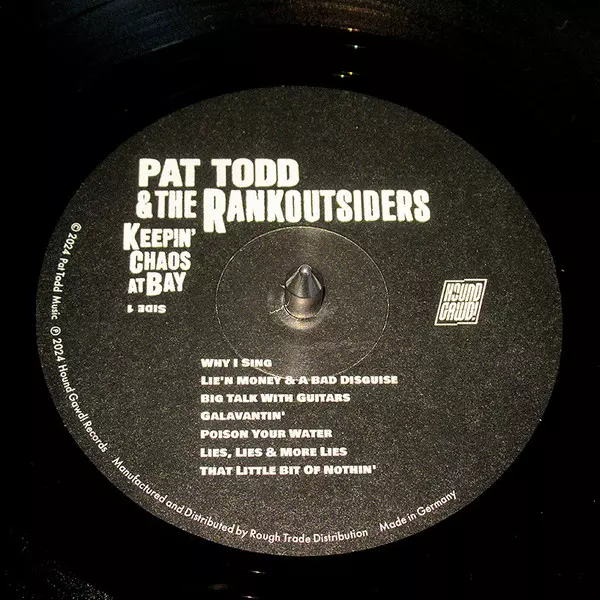 PAT TODD
& THE RANKOUTSIDERS
KEEPIN'
CHAOS
AT BAY
SIDE 1
HOUND
GAWD!
WHY I SING
LIE'N MONEY & A BAD DISGUISE
BIG TALK WITH GUITARS
GALAVANTIN'
POISON YOUR WATER
LIES, LIES & MORE LIES
THAT LITTLE BIT OF NOTHIN'
© 2024 Pat Todd Music ℗ 2024 Hound Gawd! Records Manufactured and Distributed by Rough Trade Distribution Made in Germany